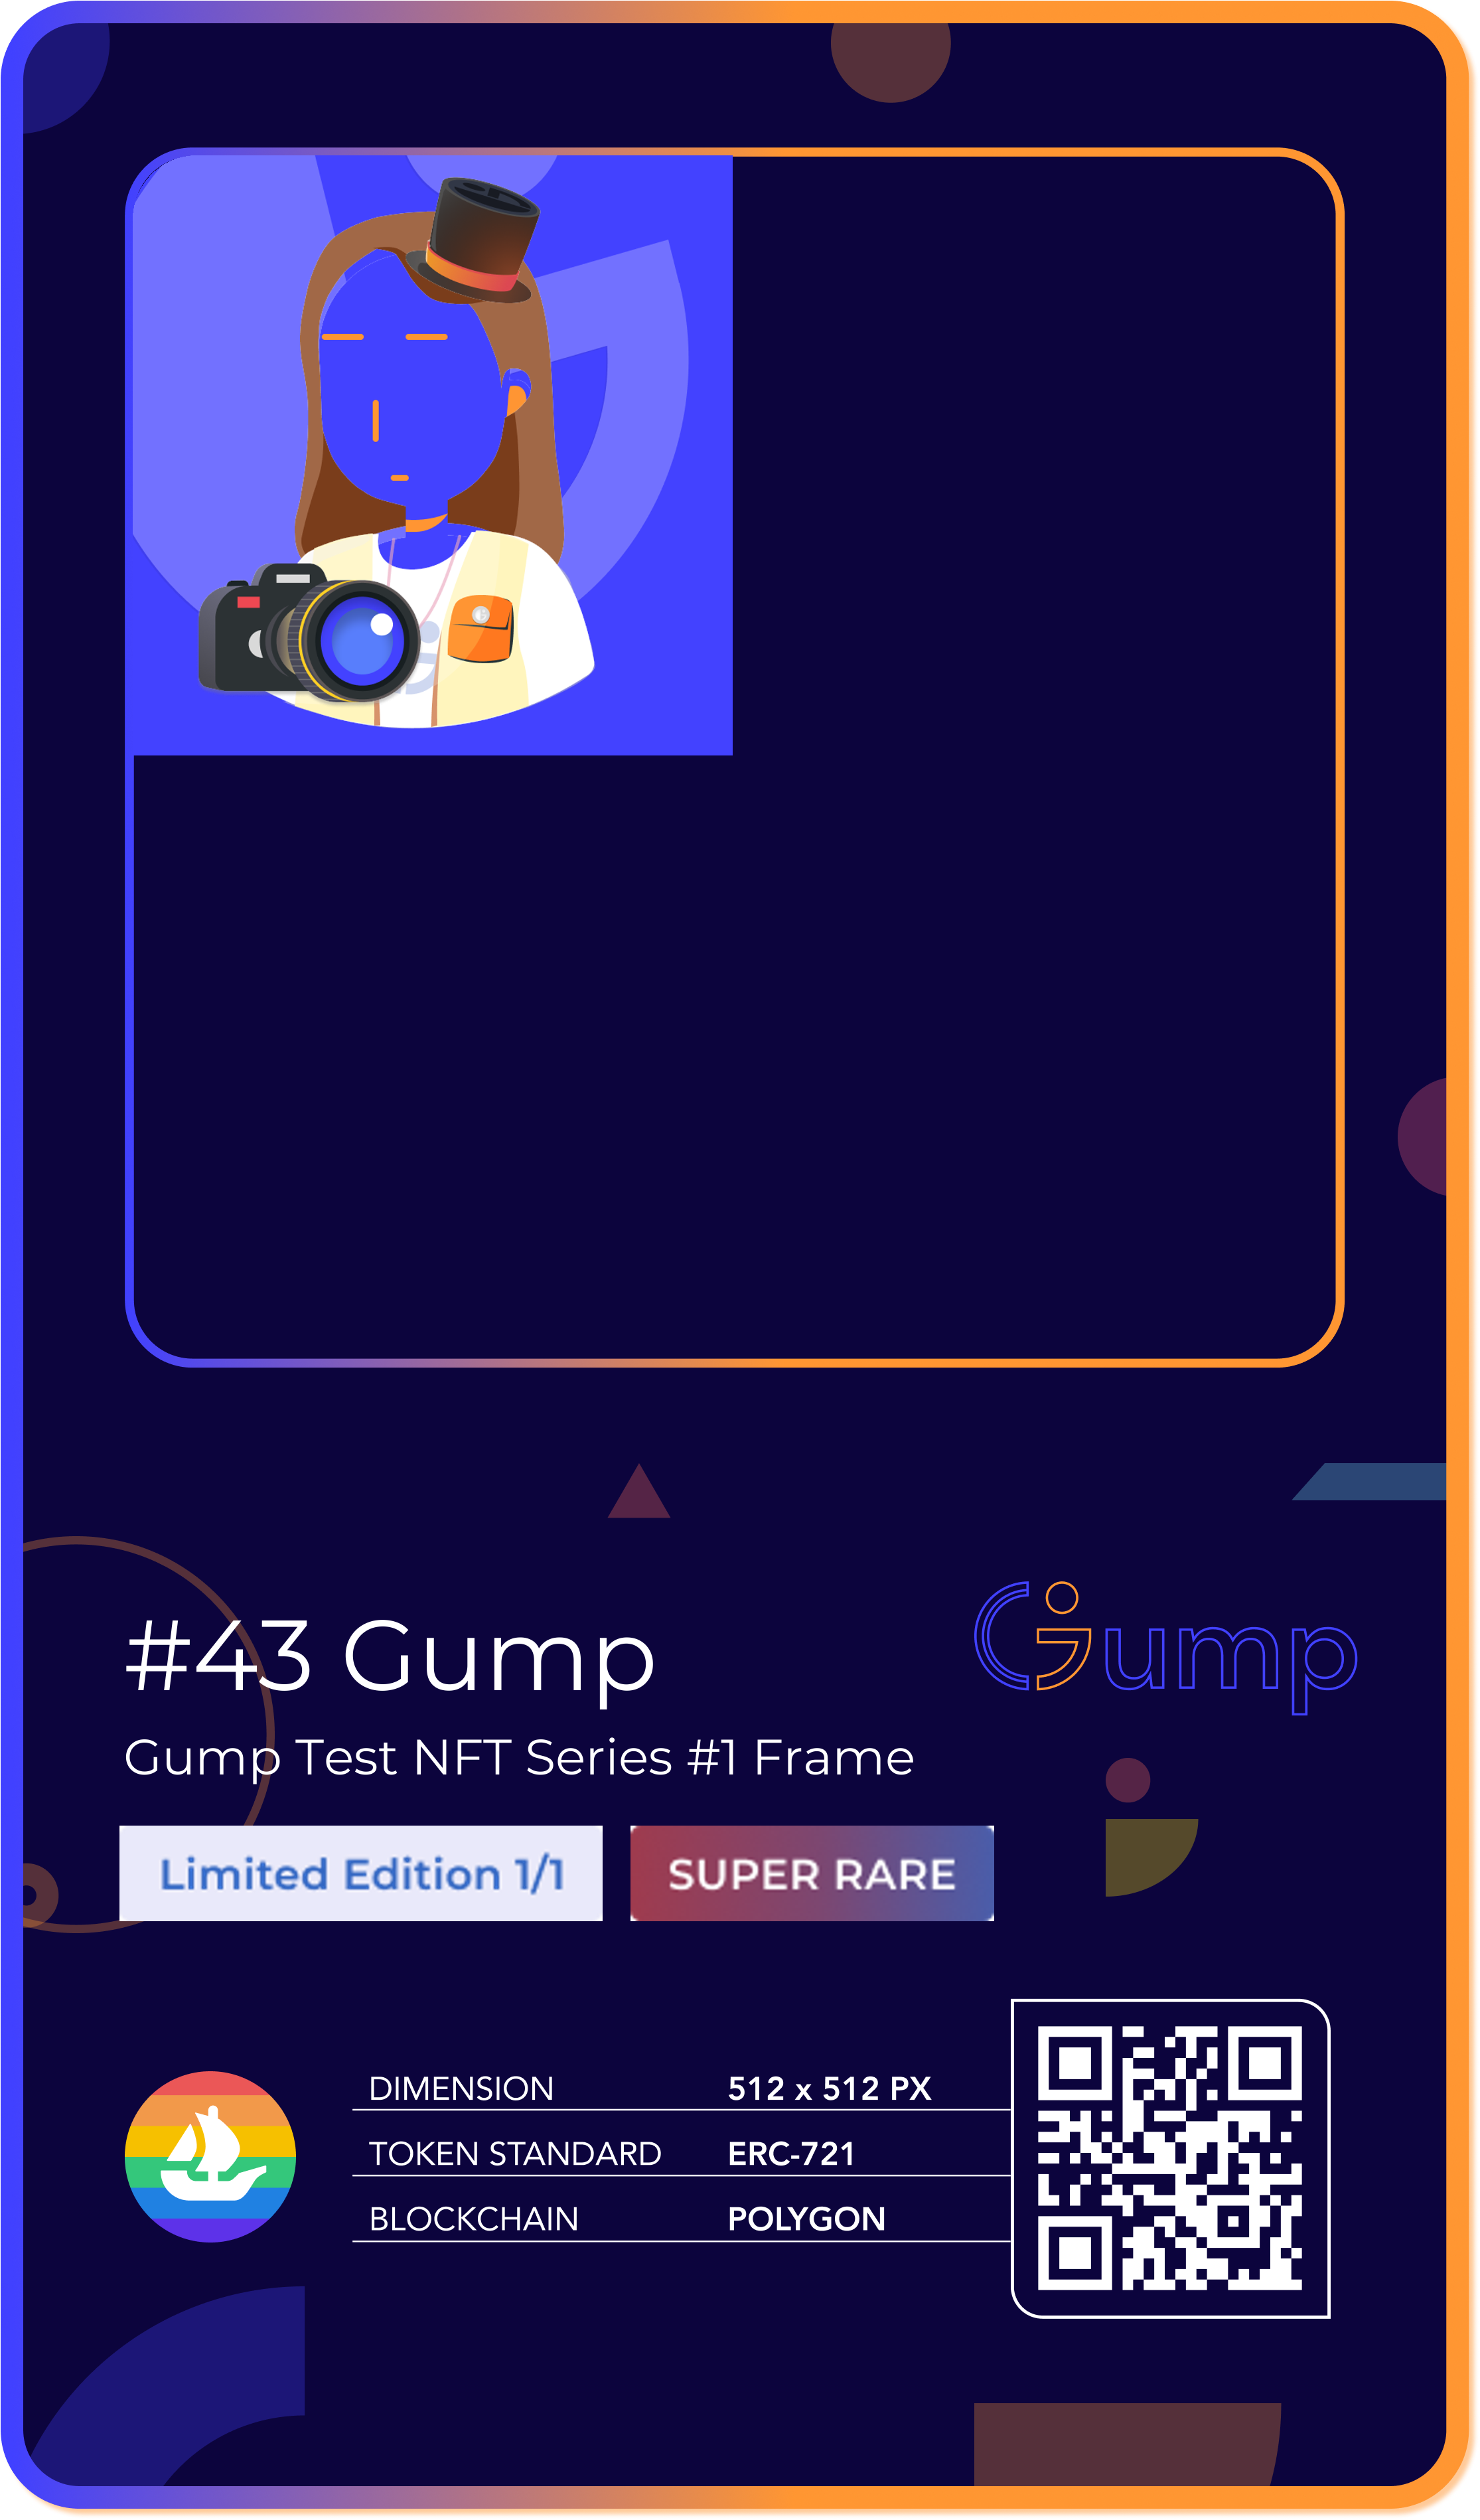 #43 Gump
Gump
Gump Test NFT Series #1 Frame
Limited Edition 1/1
SUPER RARE
DIMENSION 512 x 512 PX
TOKEN STANDARD ERC-721
BLOCKCHAIN POLYGON